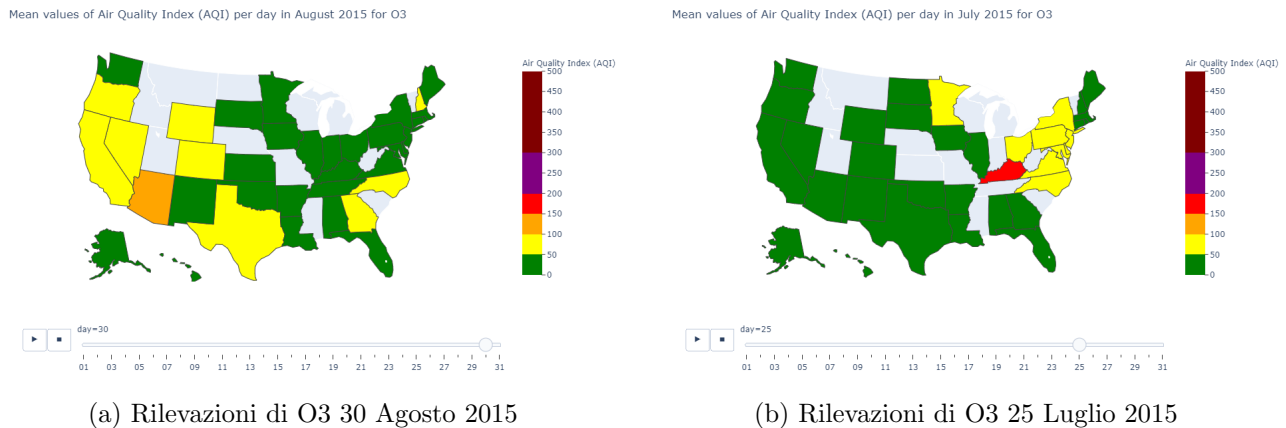 Mean values of Air Quality Index (AQI) per day in August 2015 for O3
Air Quality Index (AQI)
500
450
400
350
300
250
200
150
100
50
0
day=30
01 03 05 07 09 11 13 15 17 19 21 23 25 27 29 31
(a) Rilevazioni di O3 30 Agosto 2015
Mean values of Air Quality Index (AQI) per day in July 2015 for O3
Air Quality Index (AQI)
500
450
400
350
300
250
200
150
100
50
0
day=25
01 03 05 07 09 11 13 15 17 19 21 23 25 27 29 31
(b) Rilevazioni di O3 25 Luglio 2015